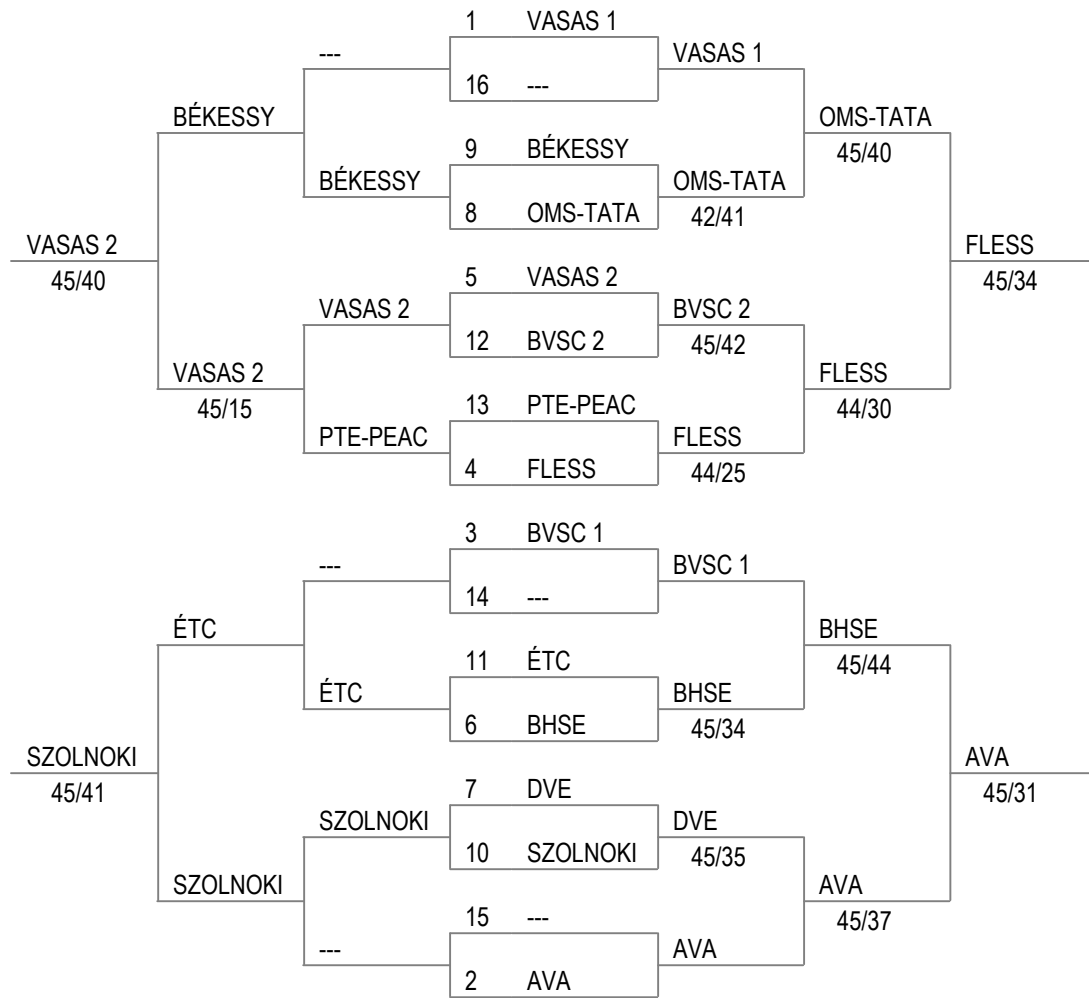 1 VASAS 1
--- VASAS 1
16 ---
BÉKESSY OMS-TATA
9 BÉKESSY 45/40
BÉKESSY OMS-TATA
8 OMS-TATA 42/41
VASAS 2 FLESS
45/40 5 VASAS 2 45/34
VASAS 2 BVSC 2
12 BVSC 2 45/42
VASAS 2 FLESS
45/15 13 PTE-PEAC 44/30
PTE-PEAC FLESS
4 FLESS 44/25
3 BVSC 1
--- BVSC 1
14 ---
ÉTC BHSE
11 ÉTC 45/44
ÉTC BHSE
6 BHSE 45/34
SZOLNOKI AVA
45/41 7 DVE 45/31
SZOLNOKI DVE
10 SZOLNOKI 45/35
SZOLNOKI AVA
15 --- 45/37
--- AVA
2 AVA